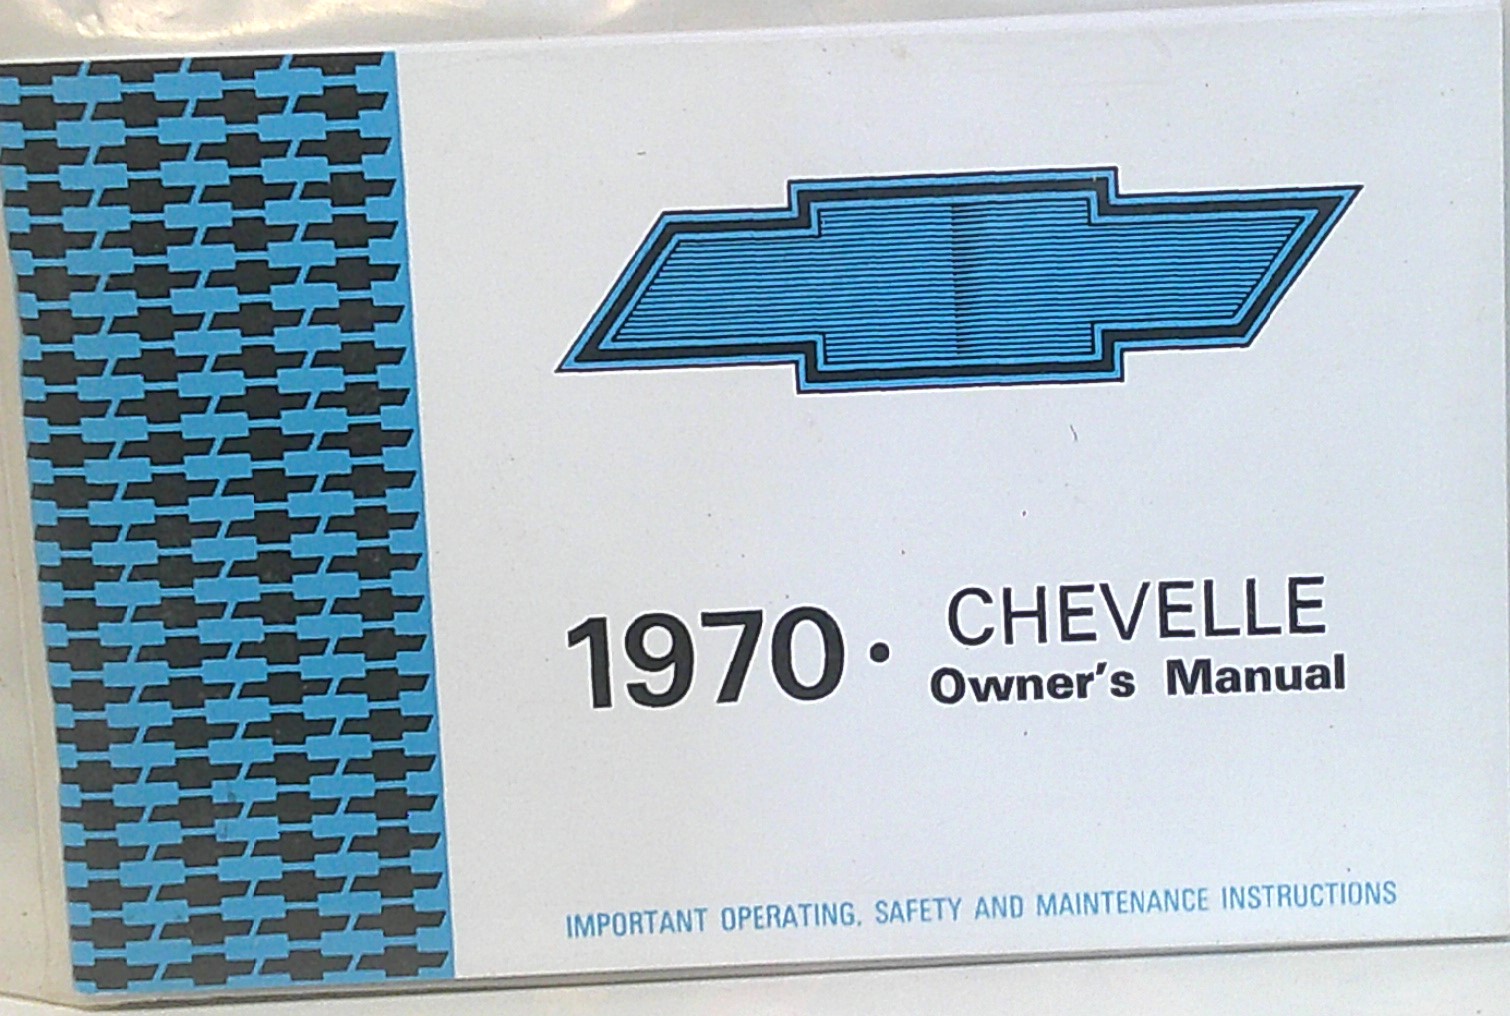 1970 • CHEVELLE
Owner's Manual
IMPORTANT OPERATING, SAFETY AND MAINTENANCE INSTRUCTIONS